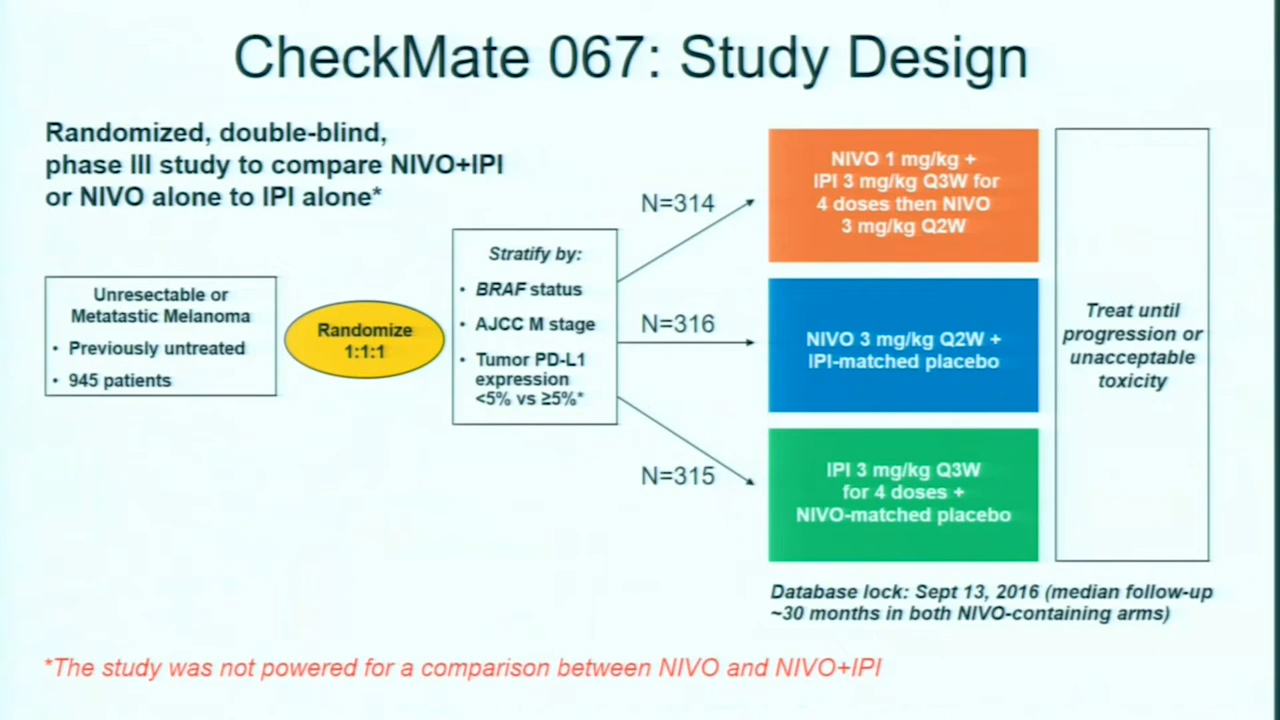 CheckMate 067: Study Design
Randomized, double-blind,
phase III study to compare NIVO+IPI
or NIVO alone to IPI alone*
Unresectable or
Metatastic Melanoma
• Previously untreated
• 945 patients
Randomize
1:1:1
Stratify by:
• BRAF status
• AJCC M stage
• Tumor PD-L1
expression
<5% vs ≥5%*
N=314
N=316
N=315
NIVO 1 mg/kg +
IPI 3 mg/kg Q3W for
4 doses then NIVO
3 mg/kg Q2W
NIVO 3 mg/kg Q2W +
IPI-matched placebo
IPI 3 mg/kg Q3W
for 4 doses +
NIVO-matched placebo
Treat until
progression or
unacceptable
toxicity
Database lock: Sept 13, 2016 (median follow-up
~30 months in both NIVO-containing arms)
*The study was not powered for a comparison between NIVO and NIVO+IPI